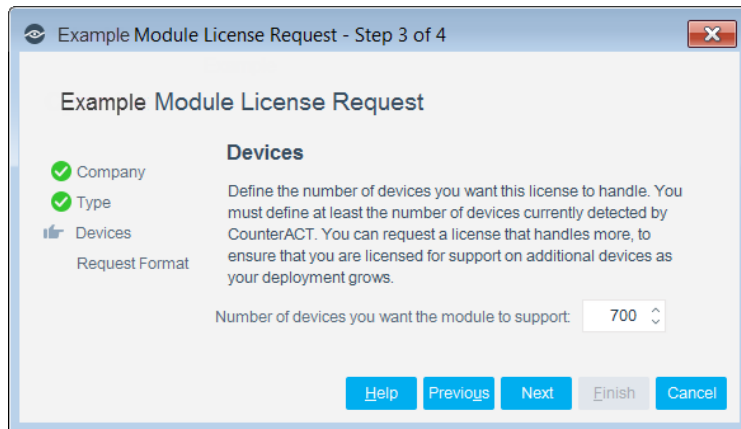 Example Module License Request - Step 3 of 4
Example Module License Request
Company
Type
Devices
Request Format
Devices
Define the number of devices you want this license to handle. You
must define at least the number of devices currently detected by
CounterACT. You can request a license that handles more, to
ensure that you are licensed for support on additional devices as
your deployment grows.
Number of devices you want the module to support: 700
Help Previous Next Finish Cancel